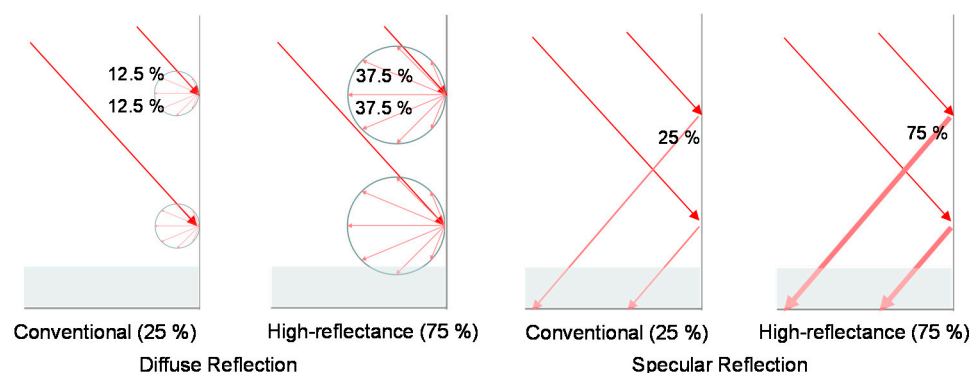 12.5 %
12.5 %
37.5 %
37.5 %
25 %
75 %
Conventional (25 %)
High-reflectance (75 %)
Conventional (25 %)
High-reflectance (75 %)
Diffuse Reflection
Specular Reflection